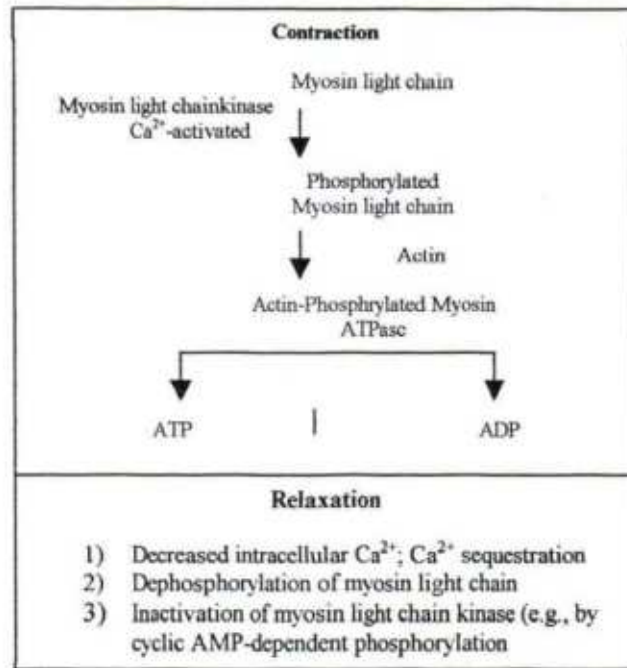 Contraction
Myosin light chain
Myosin light chainkinase
Ca²⁺-activated
Phosphorylated
Myosin light chain
Actin
Actin-Phosphrylated Myosin
ATPase
ATP | ADP
Relaxation
1) Decreased intracellular Ca²⁺; Ca²⁺ sequestration
2) Dephosphorylation of myosin light chain
3) Inactivation of myosin light chain kinase (e.g., by
cyclic AMP-dependent phosphorylation